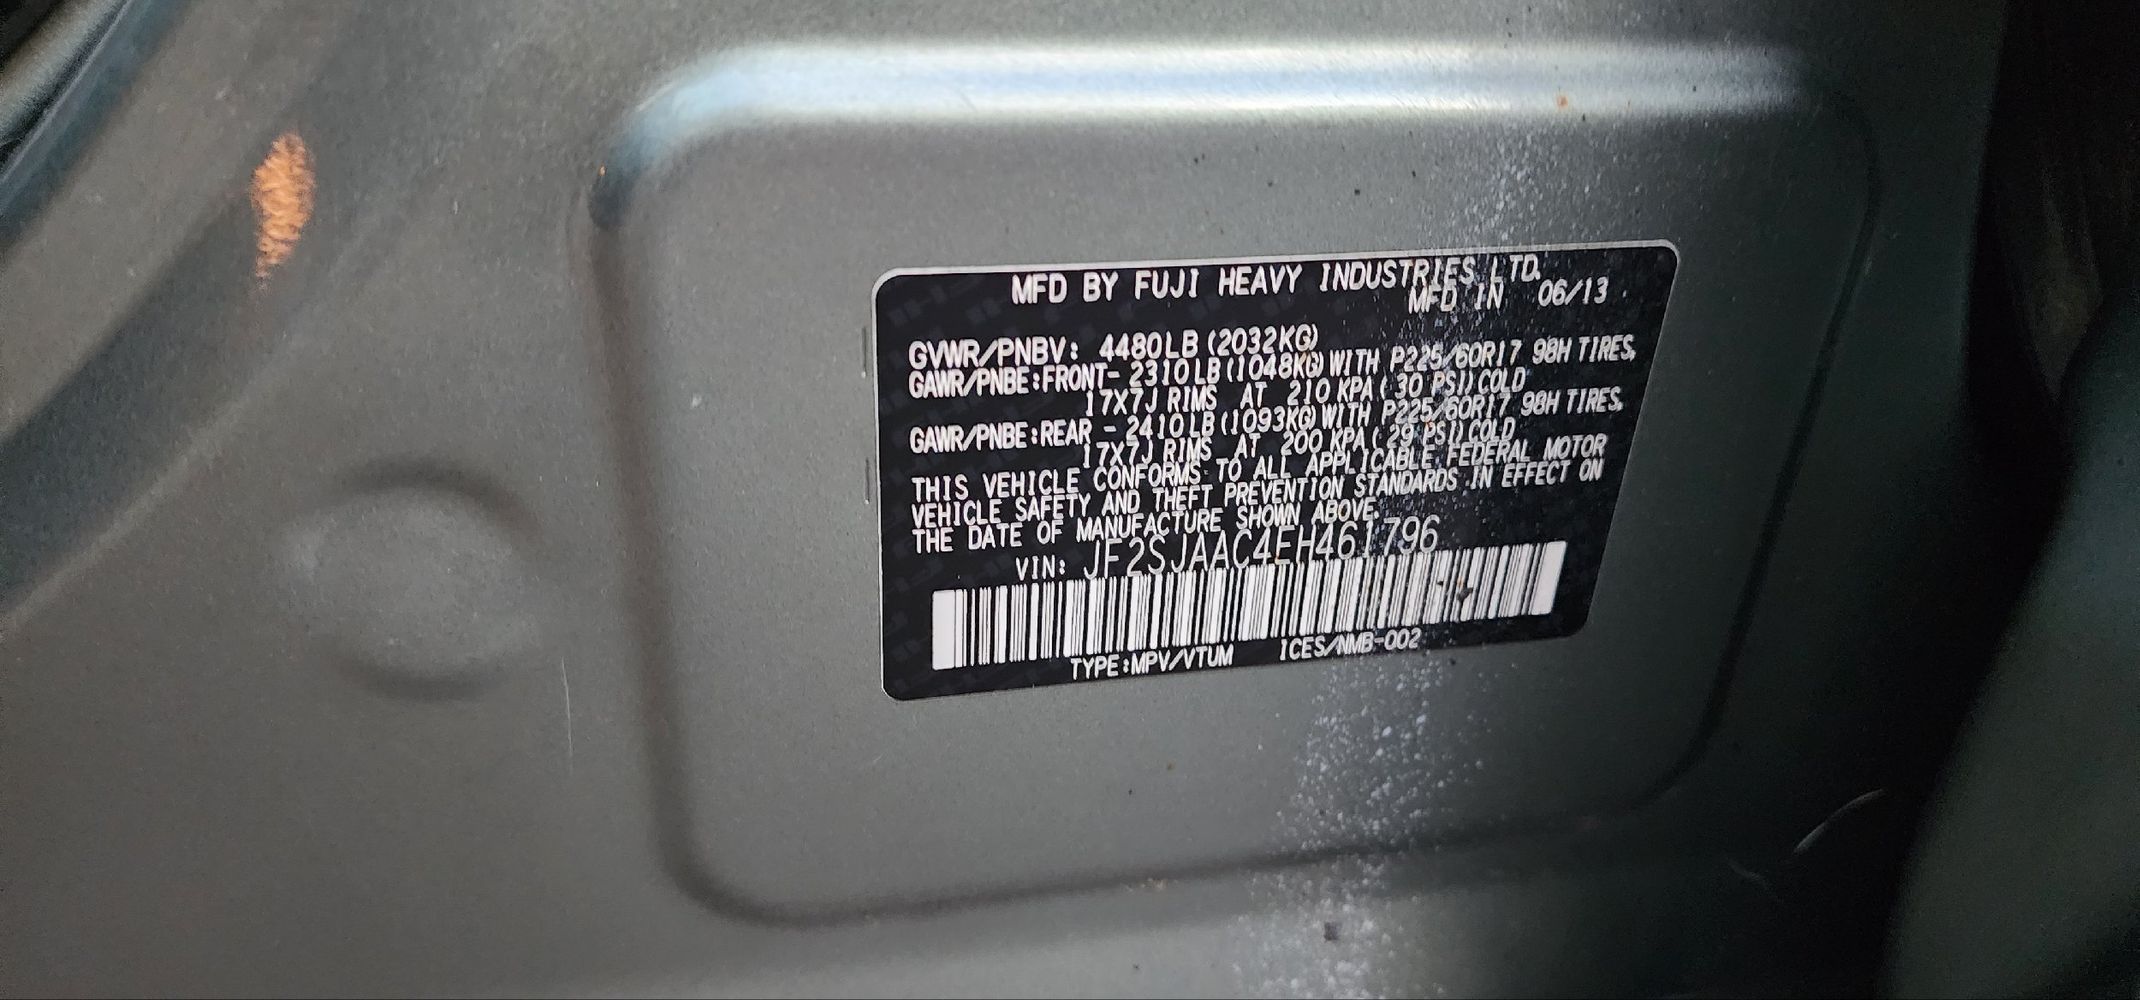 MFD BY FUJI HEAVY INDUSTRIES LTD.
MFD IN 06/13
GVWR/PNBV: 4480LB (2032KG)
GAWR/PNBE:FRONT- 2310LB (1048KG) WITH P225/60R17 98H TIRES,
17X7J RIMS AT 210 KPA ( 30 PSI) COLD
GAWR/PNBE:REAR - 2410LB (1093KG) WITH P225/60R17 98H TIRES,
17X7J RIMS AT 200 KPA ( 29 PSI) COLD
THIS VEHICLE CONFORMS TO ALL APPLICABLE FEDERAL MOTOR
VEHICLE SAFETY AND THEFT PREVENTION STANDARDS IN EFFECT ON
THE DATE OF MANUFACTURE SHOWN ABOVE.
VIN: JF2SJAAC4EH461796
TYPE:MPV/VTUM ICES/NMB-002